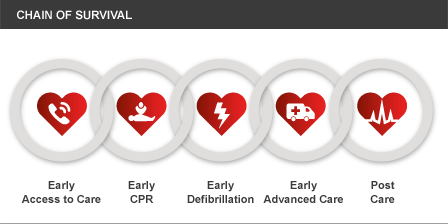 CHAIN OF SURVIVAL
Early
Access to Care
Early
CPR
Early
Defibrillation
Early
Advanced Care
Post
Care